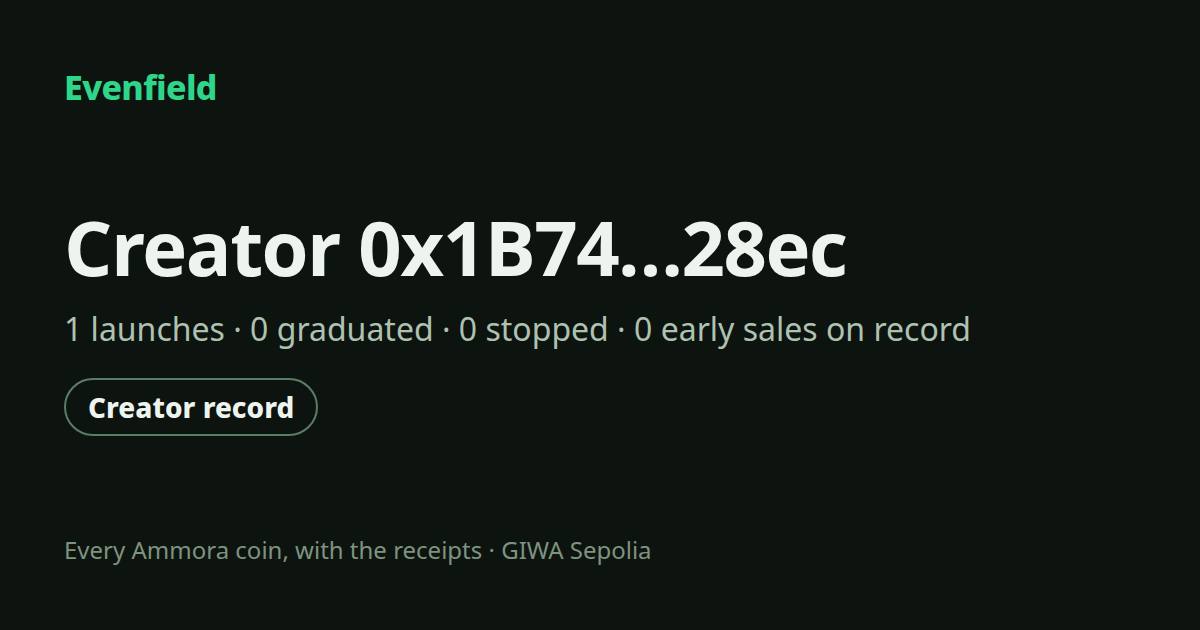 Evenfield
Creator 0x1B74…28ec
1 launches · 0 graduated · 0 stopped · 0 early sales on record
Creator record
Every Ammora coin, with the receipts · GIWA Sepolia